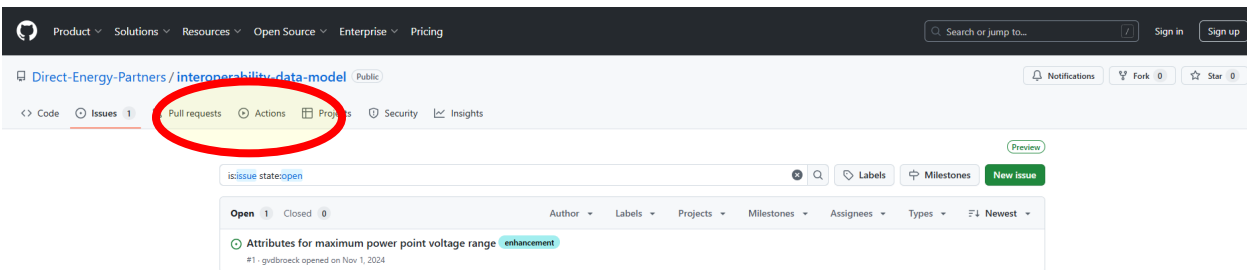 Product Solutions Resources Open Source Enterprise Pricing Search or jump to... / Sign in Sign up
Direct-Energy-Partners / interoperability-data-model Public Notifications Fork 0 Star 0
Code Issues 1 Pull requests Actions Projects Security Insights
Preview
is:issue state:open Labels Milestones New issue
Open 1 Closed 0 Author Labels Projects Milestones Assignees Types Newest
Attributes for maximum power point voltage range enhancement
#1 · gvdbroeck opened on Nov 1, 2024